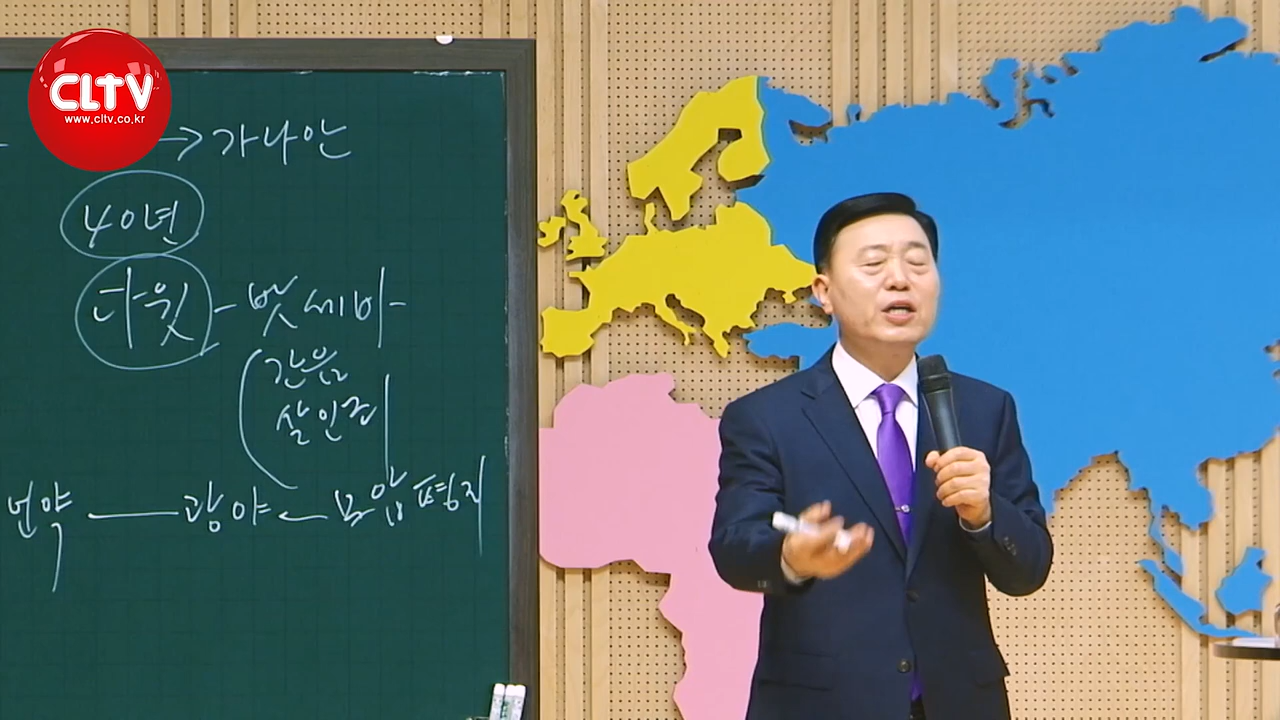 CLTV
www.cltv.co.kr
→ 가나안
40년
다윗 - 밧세바 -
간음
살인죄
언약 — 광야 ← 모압평지